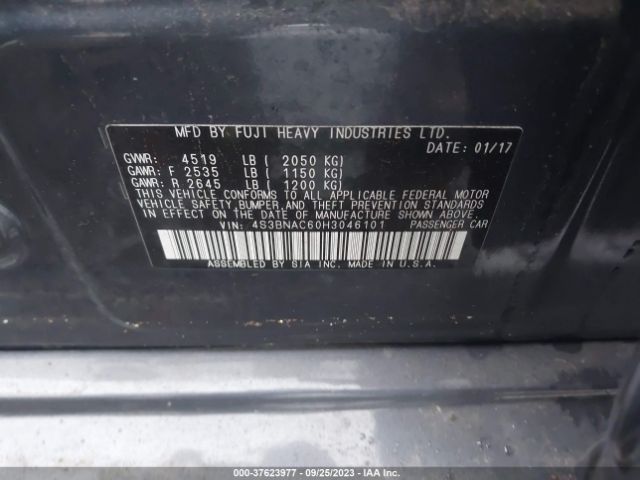 MFD BY FUJI HEAVY INDUSTRIES LTD.
DATE: 01/17
GVWR: 4519 LB( 2050 KG)
GAWR: F 2535 LB( 1150 KG)
GAWR: R 2645 LB( 1200 KG)
THIS VEHICLE CONFORMS TO ALL APPLICABLE FEDERAL MOTOR
VEHICLE SAFETY,BUMPER,AND THEFT PREVENTION STANDARDS
IN EFFECT ON THE DATE OF MANUFACTURE SHOWN ABOVE.
VIN: 4S3BNAC60H3046101 PASSENGER CAR
ASSEMBLED BY SIA INC. MADE IN U.S.A.
000-37623977 - 09/25/2023 - IAA Inc.